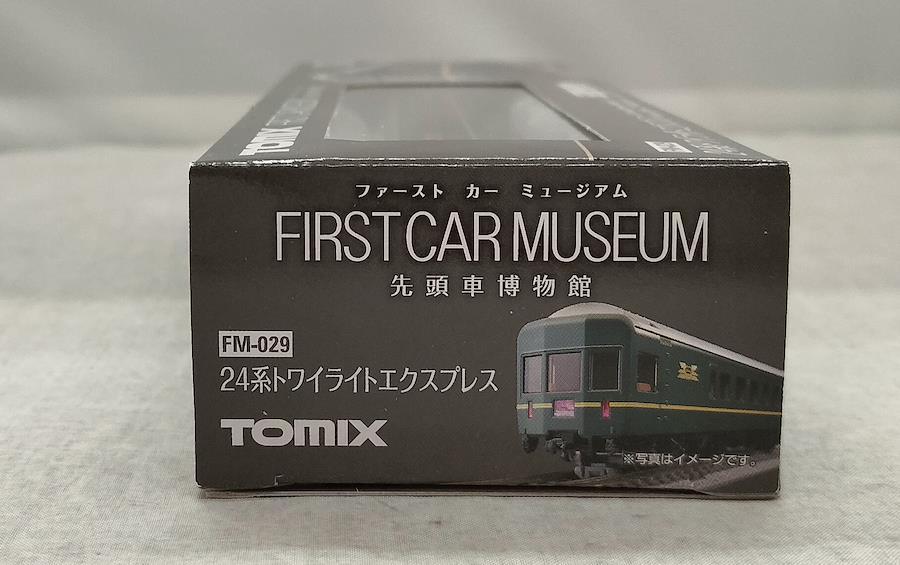 TOMIX
ファースト カー ミュージアム
FIRST CAR MUSEUM
先頭車博物館
FM-029
24系トワイライトエクスプレス
TOMIX
※写真はイメージです。